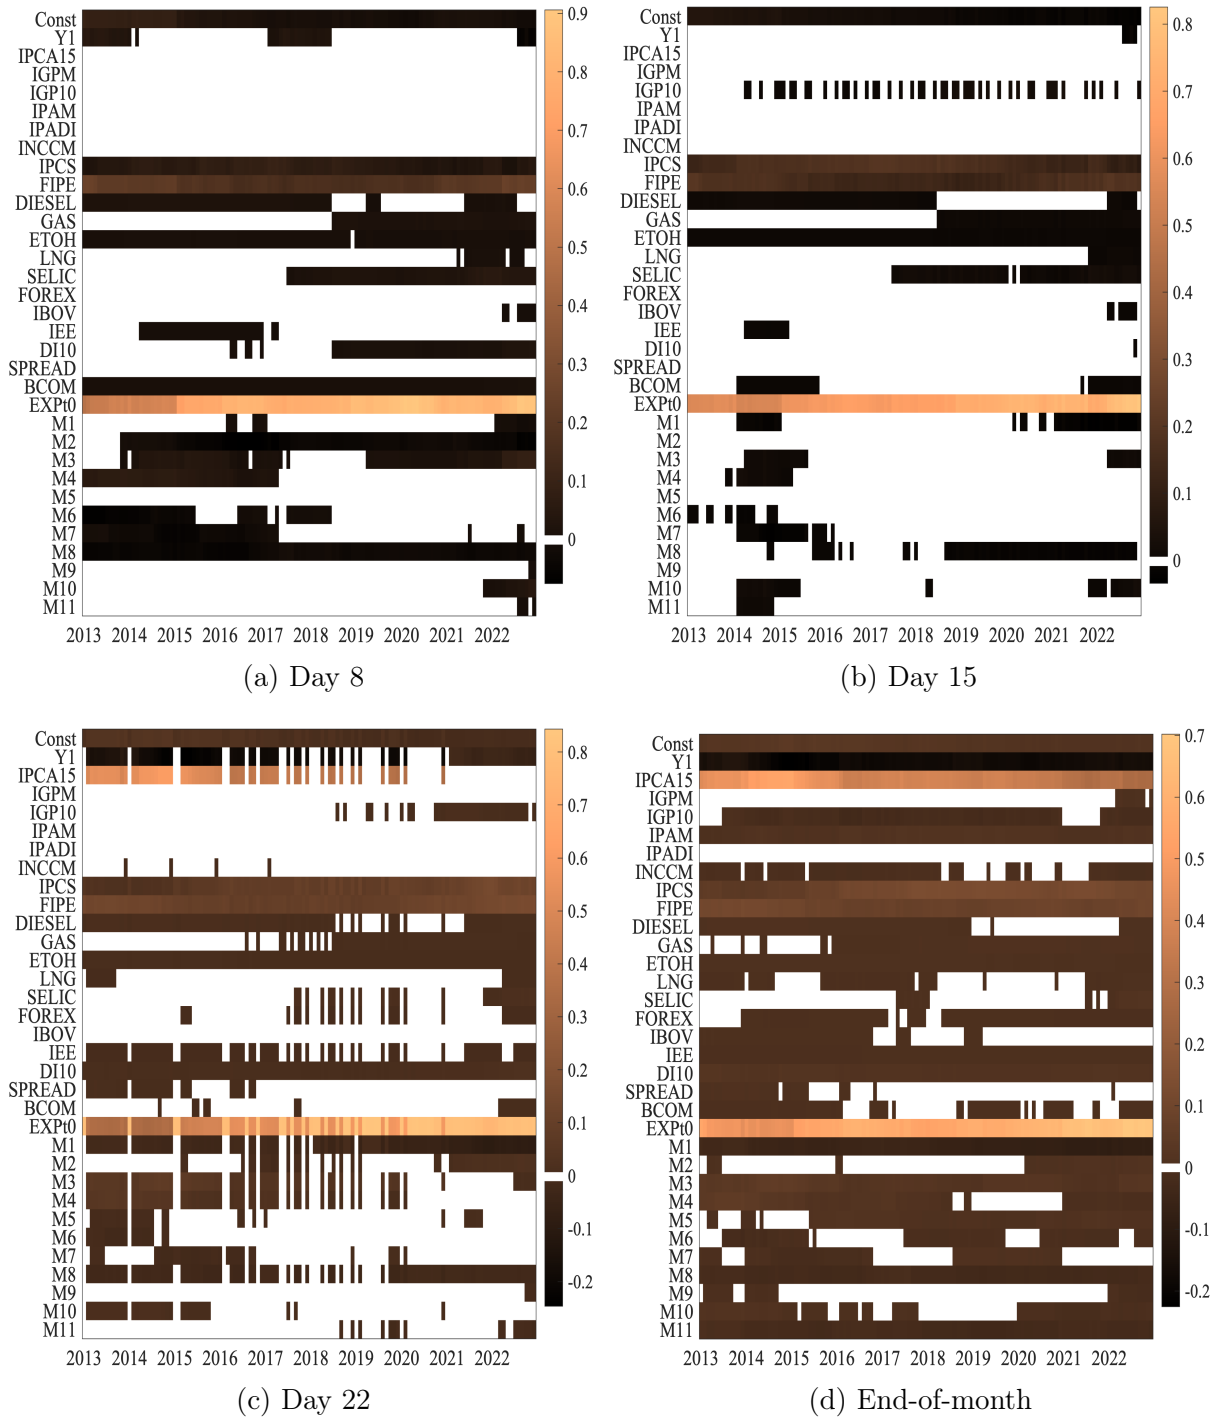 Const
Y1
IPCA15
IGPM
IGP10
IPAM
IPADI
INCCM
IPCS
FIPE
DIESEL
GAS
ETOH
LNG
SELIC
FOREX
IBOV
IEE
DI10
SPREAD
BCOM
EXPt0
M1
M2
M3
M4
M5
M6
M7
M8
M9
M10
M11
2013 2014 2015 2016 2017 2018 2019 2020 2021 2022
0.9
0.8
0.7
0.6
0.5
0.4
0.3
0.2
0.1
0
(a) Day 8
Const
Y1
IPCA15
IGPM
IGP10
IPAM
IPADI
INCCM
IPCS
FIPE
DIESEL
GAS
ETOH
LNG
SELIC
FOREX
IBOV
IEE
DI10
SPREAD
BCOM
EXPt0
M1
M2
M3
M4
M5
M6
M7
M8
M9
M10
M11
2013 2014 2015 2016 2017 2018 2019 2020 2021 2022
0.8
0.7
0.6
0.5
0.4
0.3
0.2
0.1
0
(b) Day 15
Const
Y1
IPCA15
IGPM
IGP10
IPAM
IPADI
INCCM
IPCS
FIPE
DIESEL
GAS
ETOH
LNG
SELIC
FOREX
IBOV
IEE
DI10
SPREAD
BCOM
EXPt0
M1
M2
M3
M4
M5
M6
M7
M8
M9
M10
M11
2013 2014 2015 2016 2017 2018 2019 2020 2021 2022
0.8
0.7
0.6
0.5
0.4
0.3
0.2
0.1
0
-0.1
-0.2
(c) Day 22
Const
Y1
IPCA15
IGPM
IGP10
IPAM
IPADI
INCCM
IPCS
FIPE
DIESEL
GAS
ETOH
LNG
SELIC
FOREX
IBOV
IEE
DI10
SPREAD
BCOM
EXPt0
M1
M2
M3
M4
M5
M6
M7
M8
M9
M10
M11
2013 2014 2015 2016 2017 2018 2019 2020 2021 2022
0.7
0.6
0.5
0.4
0.3
0.2
0.1
0
-0.1
-0.2
(d) End-of-month